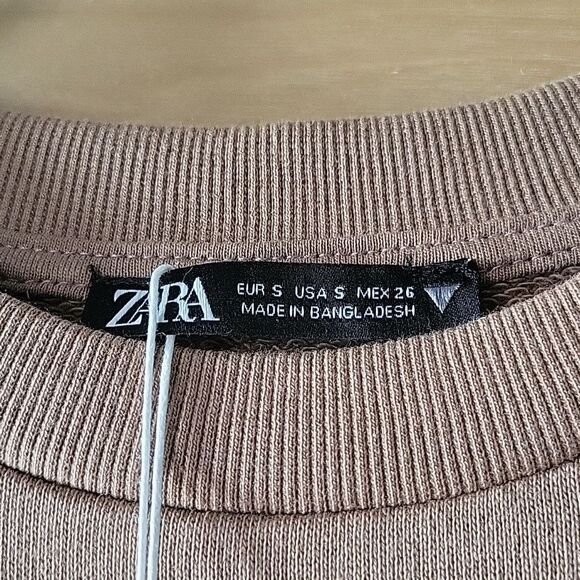 ZARA
EUR S USA S MEX 26
MADE IN BANGLADESH